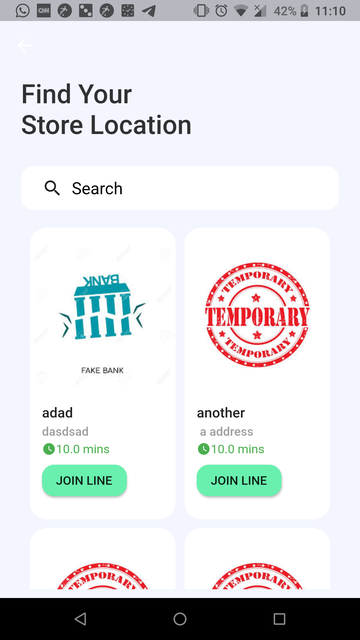 CNN
42% 11:10
Find Your
Store Location
Search
BANK
FAKE BANK
TEMPORARY
TEMPORARY
TEMPORARY
adad
another
dasdsad
a address
10.0 mins
10.0 mins
JOIN LINE
JOIN LINE
TEMPORARY
TEMPORARY